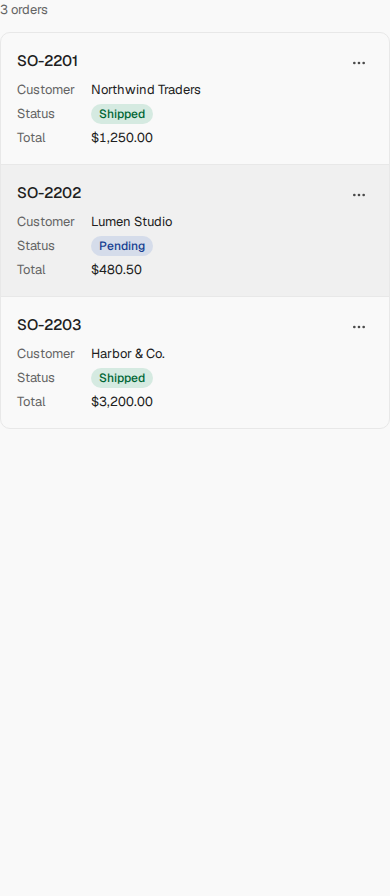 3 orders
SO-2201
Customer Northwind Traders
Status Shipped
Total $1,250.00
SO-2202
Customer Lumen Studio
Status Pending
Total $480.50
SO-2203
Customer Harbor & Co.
Status Shipped
Total $3,200.00